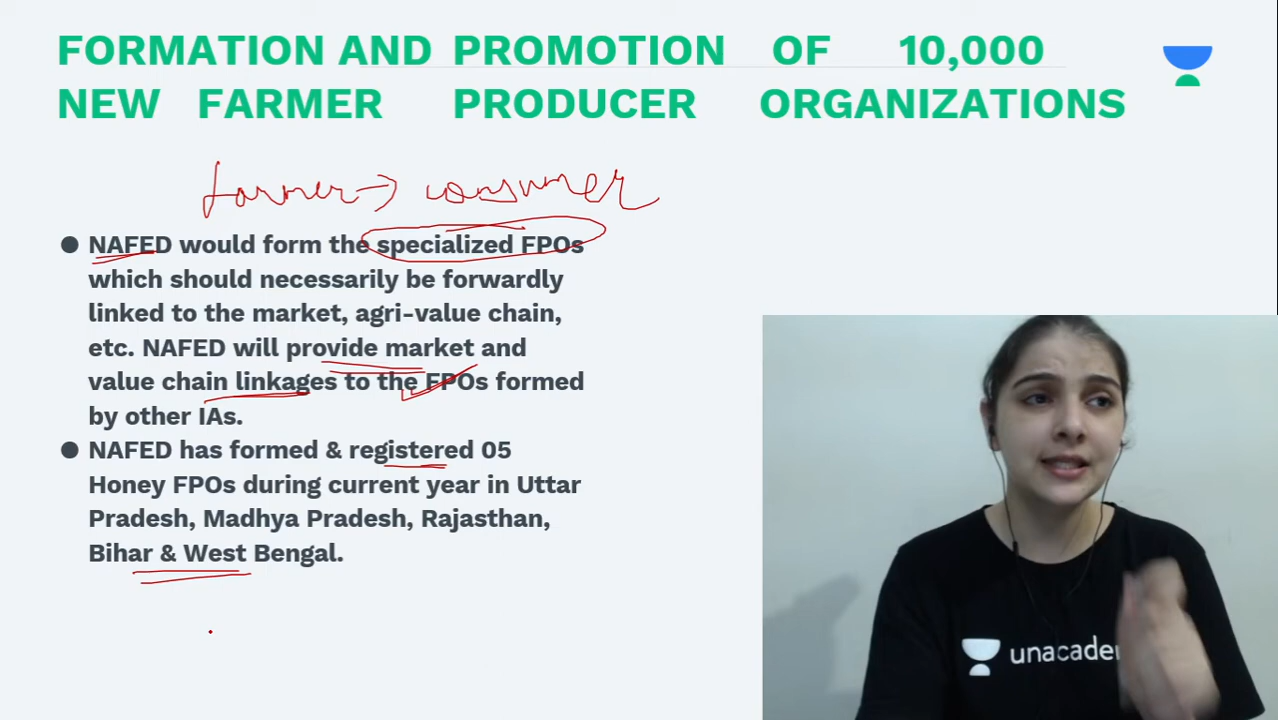 FORMATION AND PROMOTION OF 10,000
NEW FARMER PRODUCER ORGANIZATIONS
farmer → consumer
● NAFED would form the specialized FPOs
which should necessarily be forwardly
linked to the market, agri-value chain,
etc. NAFED will provide market and
value chain linkages to the FPOs formed
by other IAs.
● NAFED has formed & registered 05
Honey FPOs during current year in Uttar
Pradesh, Madhya Pradesh, Rajasthan,
Bihar & West Bengal.
unacade